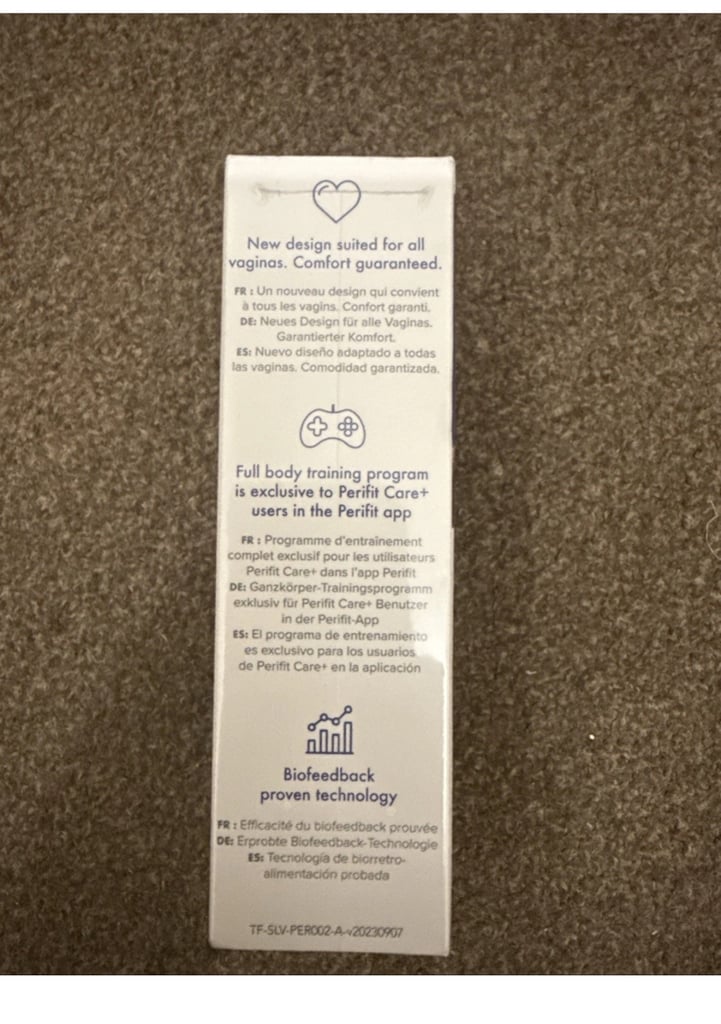 New design suited for all
vaginas. Comfort guaranteed.
FR : Un nouveau design qui convient
à tous les vagins. Confort garanti.
DE: Neues Design für alle Vaginas.
Garantierter Komfort.
ES: Nuevo diseño adaptado a todas
las vaginas. Comodidad garantizada.
Full body training program
is exclusive to Perifit Care+
users in the Perifit app
FR : Programme d'entraînement
complet exclusif pour les utilisateurs
Perifit Care+ dans l'app Perifit
DE: Ganzkörper-Trainingsprogramm
exklusiv für Perifit Care+ Benutzer
in der Perifit-App
ES: El programa de entrenamiento
es exclusivo para los usuarios
de Perifit Care+ en la aplicación
Biofeedback
proven technology
FR : Efficacité du biofeedback prouvée
DE: Erprobte Biofeedback-Technologie
ES: Tecnología de biorretro-
alimentación probada
TF-SLV-PER002-A-v20230907